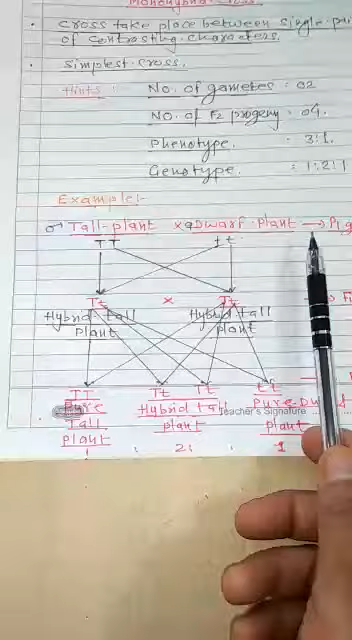 Monohybrid Cross
• Cross take place between single
of contrasting characters.
• Simplest cross.
Hints : No. of gametes : 02
No. of F2 progeny : 04.
Phenotype : 3:1.
Genotype : 1:2:1
Example:-
♂ Tall-plant x ♀ Dwarf-plant → P1
TT tt
Tt x Tt
Hybrid tall Hybrid tall
plant plant
TT Tt Tt tt
Pure Hybrid tall Teacher's Signature Pure
Tall plant plant
plant
1 : 2: 1